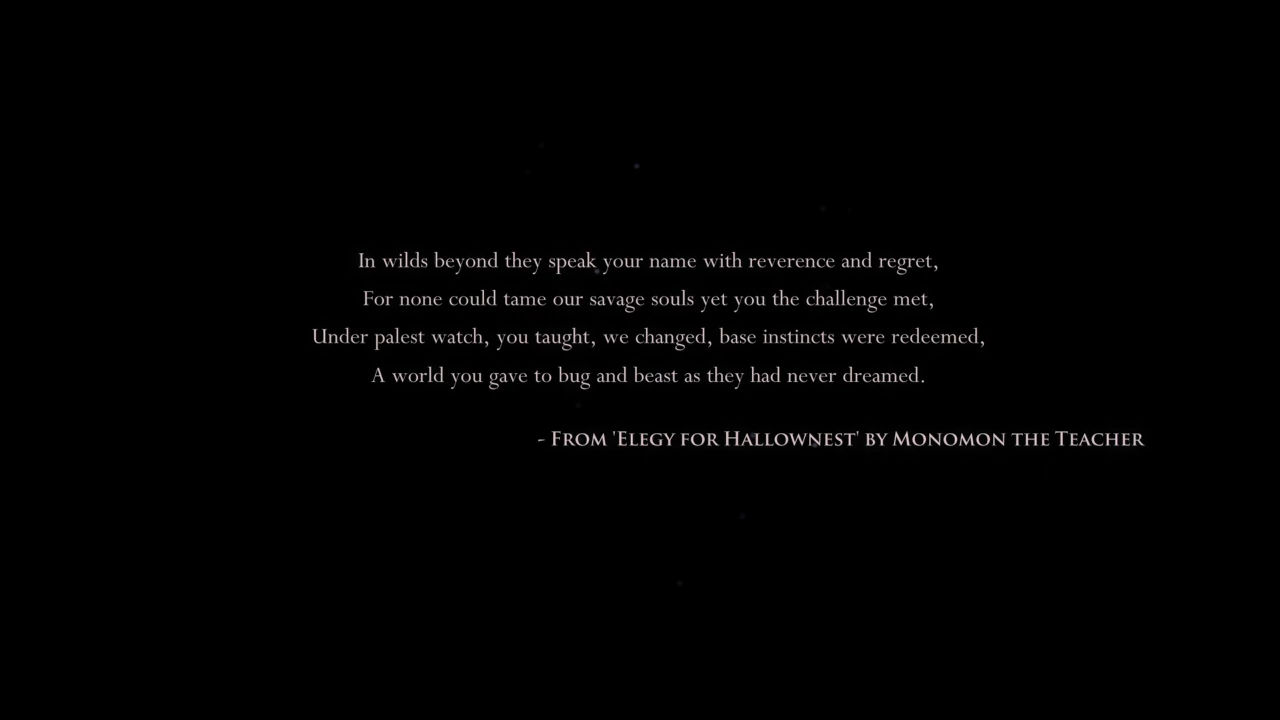 In wilds beyond they speak your name with reverence and regret,
For none could tame our savage souls yet you the challenge met,
Under palest watch, you taught, we changed, base instincts were redeemed,
A world you gave to bug and beast as they had never dreamed.
- From 'Elegy for Hallownest' by Monomon the Teacher